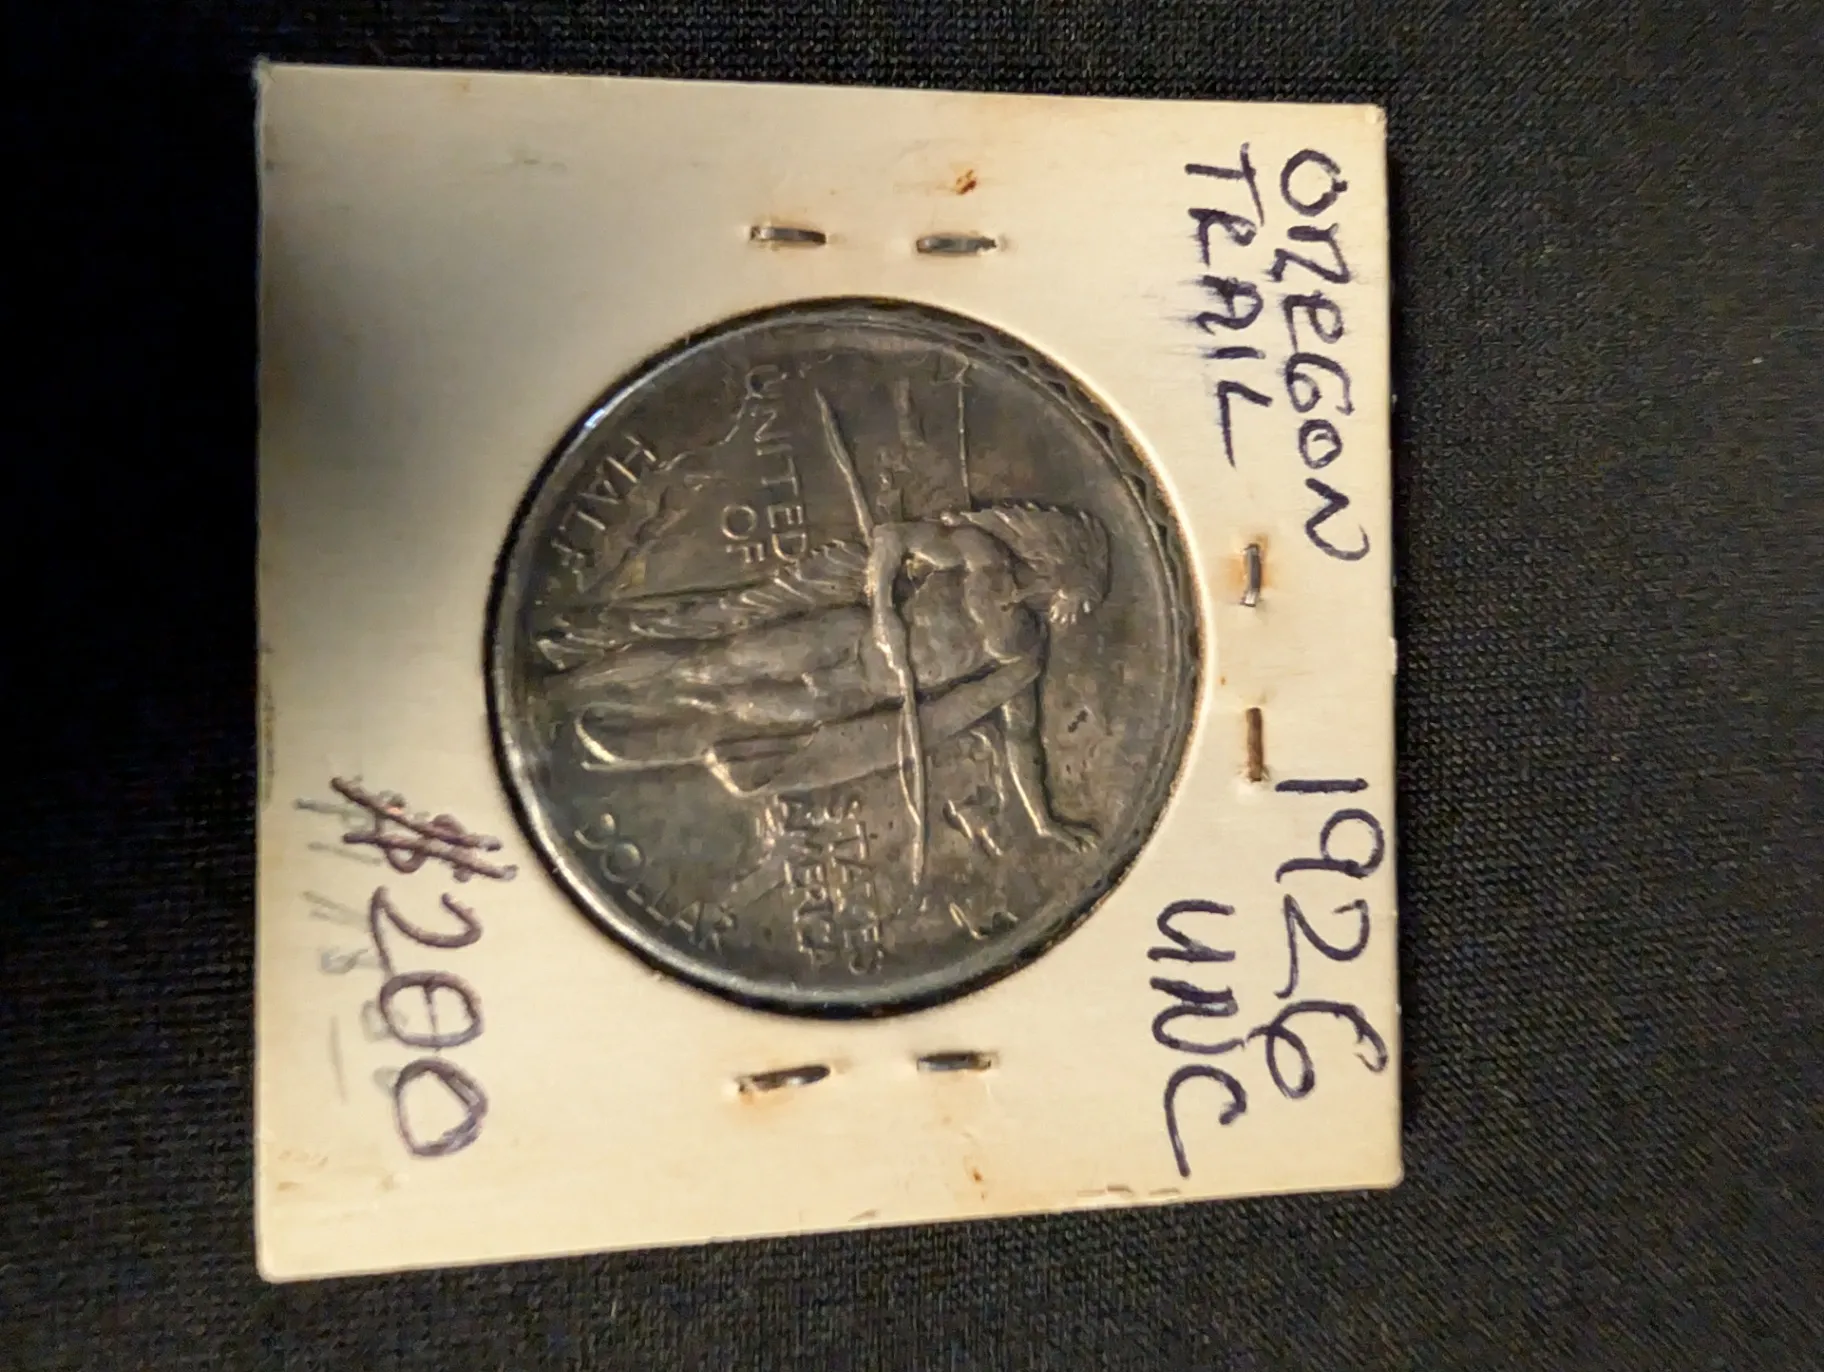 OREGON 1926
TRAIL UNC
UNITED STATES
OF AMERICA
HALF DOLLAR
$200